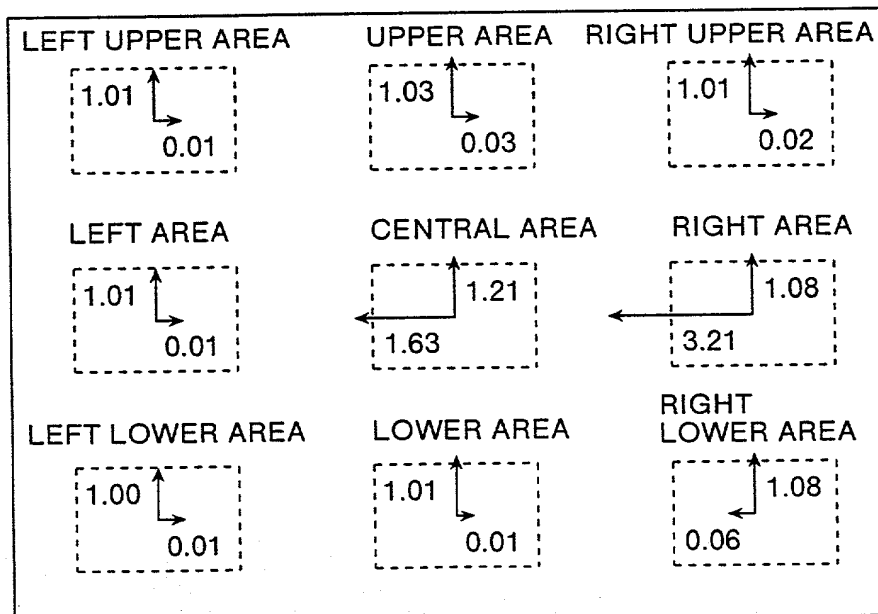 LEFT UPPER AREA
UPPER AREA
RIGHT UPPER AREA
1.01
0.01
1.03
0.03
1.01
0.02
LEFT AREA
CENTRAL AREA
RIGHT AREA
1.01
0.01
1.21
1.63
1.08
3.21
LEFT LOWER AREA
LOWER AREA
RIGHT
LOWER AREA
1.00
0.01
1.01
0.01
1.08
0.06